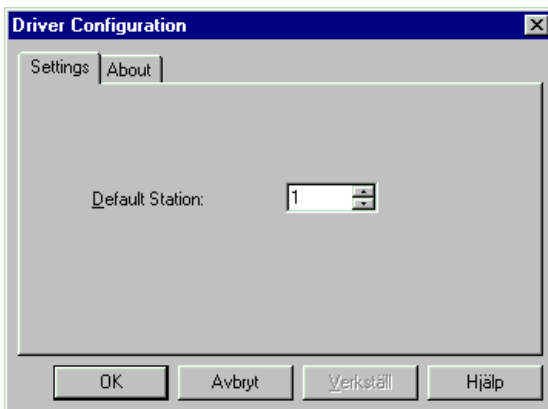 Driver Configuration
Settings About
Default Station: 1
OK Avbryt Verkställ Hjälp